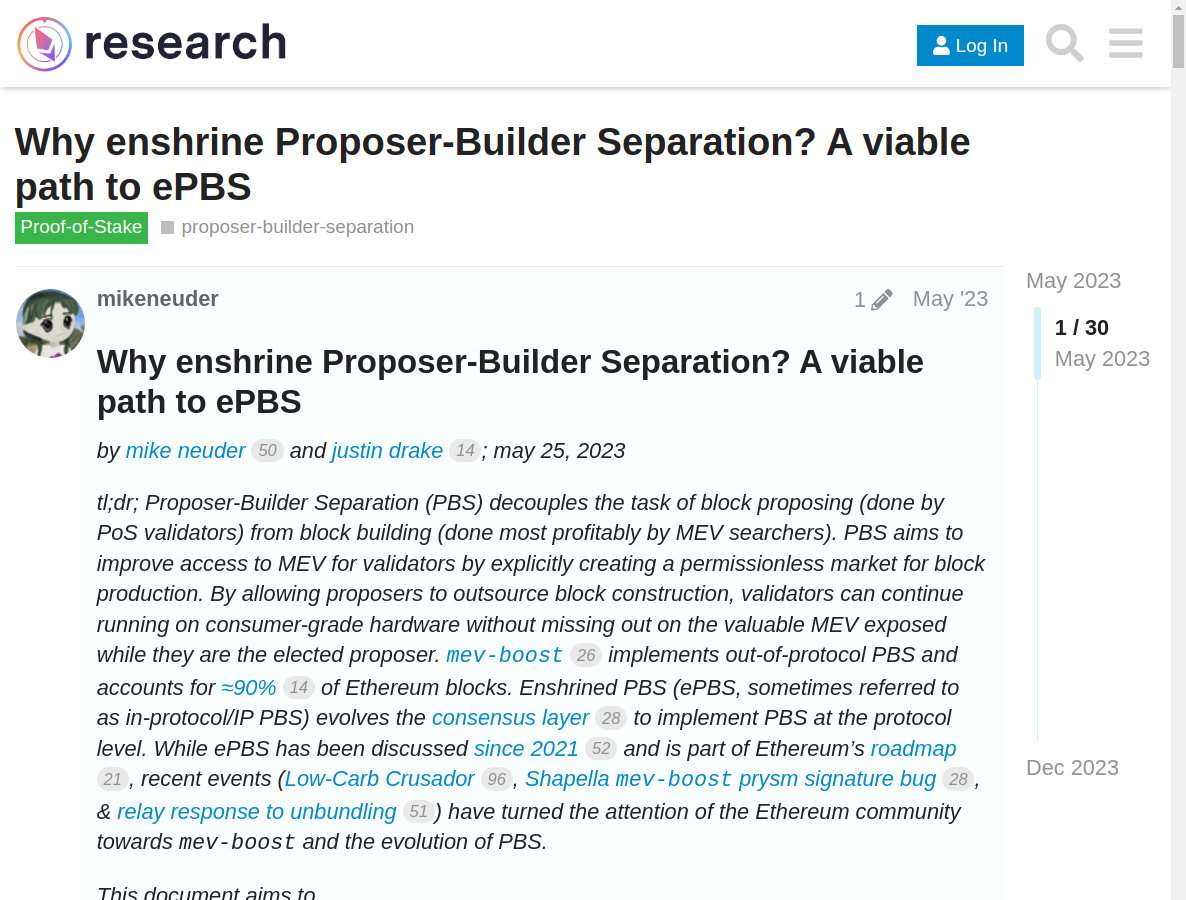 research
Log In
Why enshrine Proposer-Builder Separation? A viable
path to ePBS
Proof-of-Stake proposer-builder separation
mikeneuder 1 May '23
Why enshrine Proposer-Builder Separation? A viable
path to ePBS
by mike neuder 50 and justin drake 14; may 25, 2023
tl;dr; Proposer-Builder Separation (PBS) decouples the task of block proposing (done by
PoS validators) from block building (done most profitably by MEV searchers). PBS aims to
improve access to MEV for validators by explicitly creating a permissionless market for block
production. By allowing proposers to outsource block construction, validators can continue
running on consumer-grade hardware without missing out on the valuable MEV exposed
while they are the elected proposer. mev-boost 26 implements out-of-protocol PBS and
accounts for ≈90% 14 of Ethereum blocks. Enshrined PBS (ePBS, sometimes referred to
as in-protocol/IP PBS) evolves the consensus layer 28 to implement PBS at the protocol
level. While ePBS has been discussed since 2021 52 and is part of Ethereum’s roadmap
21, recent events (Low-Carb Crusador 96, Shapella mev-boost prysm signature bug 28,
& relay response to unbundling 51) have turned the attention of the Ethereum community
towards mev-boost and the evolution of PBS.
This document aims to
May 2023
1 / 30
May 2023
Dec 2023